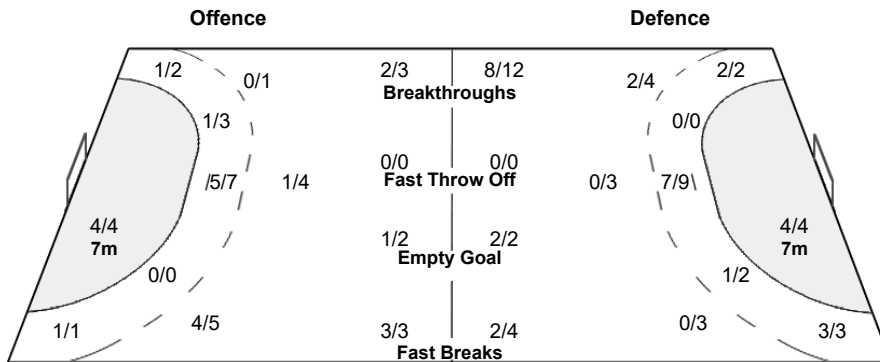 Offence Defence
1/2 0/1 2/3 8/12 2/4 2/2
Breakthroughs
1/3 0/0
0/0 0/0
5/7 1/4 Fast Throw Off 0/3 7/9
4/4 4/4
7m 1/2 2/2 7m
Empty Goal
0/0 1/2
1/1 4/5 3/3 2/4 0/3 3/3
Fast Breaks